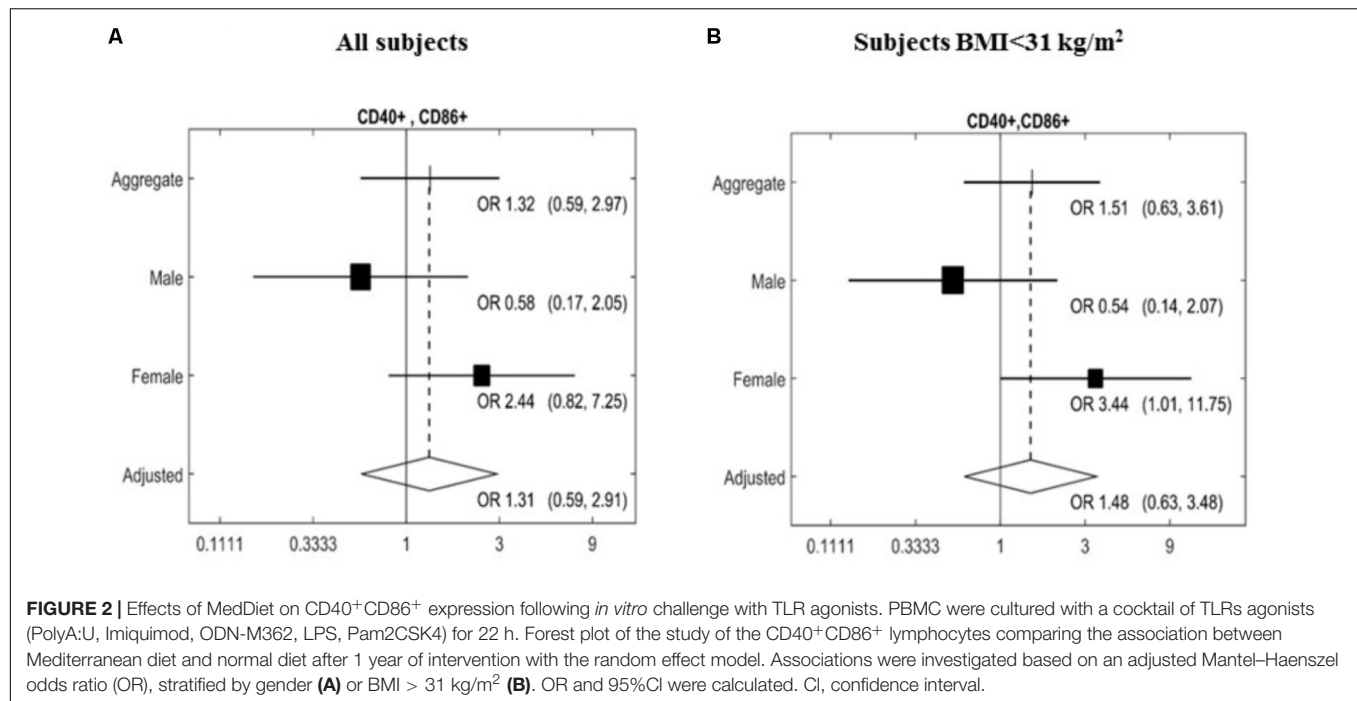 A All subjects
CD40+ , CD86+
Aggregate
OR 1.32 (0.59, 2.97)
Male
OR 0.58 (0.17, 2.05)
Female
OR 2.44 (0.82, 7.25)
Adjusted
OR 1.31 (0.59, 2.91)
0.1111 0.3333 1 3 9
B Subjects BMI<31 kg/m²
CD40+,CD86+
Aggregate
OR 1.51 (0.63, 3.61)
Male
OR 0.54 (0.14, 2.07)
Female
OR 3.44 (1.01, 11.75)
Adjusted
OR 1.48 (0.63, 3.48)
0.1111 0.3333 1 3 9
FIGURE 2 | Effects of MedDiet on CD40⁺CD86⁺ expression following in vitro challenge with TLR agonists. PBMC were cultured with a cocktail of TLRs agonists
(PolyA:U, Imiquimod, ODN-M362, LPS, Pam2CSK4) for 22 h. Forest plot of the study of the CD40⁺CD86⁺ lymphocytes comparing the association between
Mediterranean diet and normal diet after 1 year of intervention with the random effect model. Associations were investigated based on an adjusted Mantel–Haenszel
odds ratio (OR), stratified by gender (A) or BMI > 31 kg/m² (B). OR and 95%CI were calculated. CI, confidence interval.